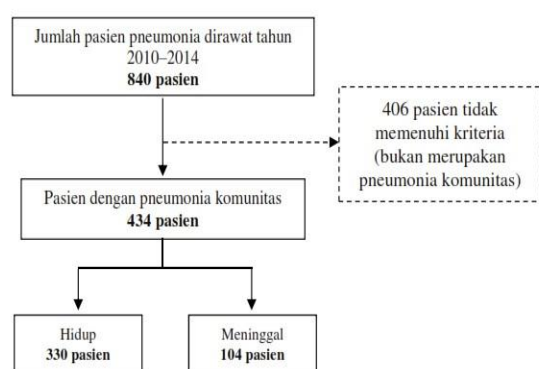 Jumlah pasien pneumonia dirawat tahun
2010–2014
840 pasien
406 pasien tidak
memenuhi kriteria
(bukan merupakan
pneumonia komunitas)
Pasien dengan pneumonia komunitas
434 pasien
Hidup
330 pasien
Meninggal
104 pasien